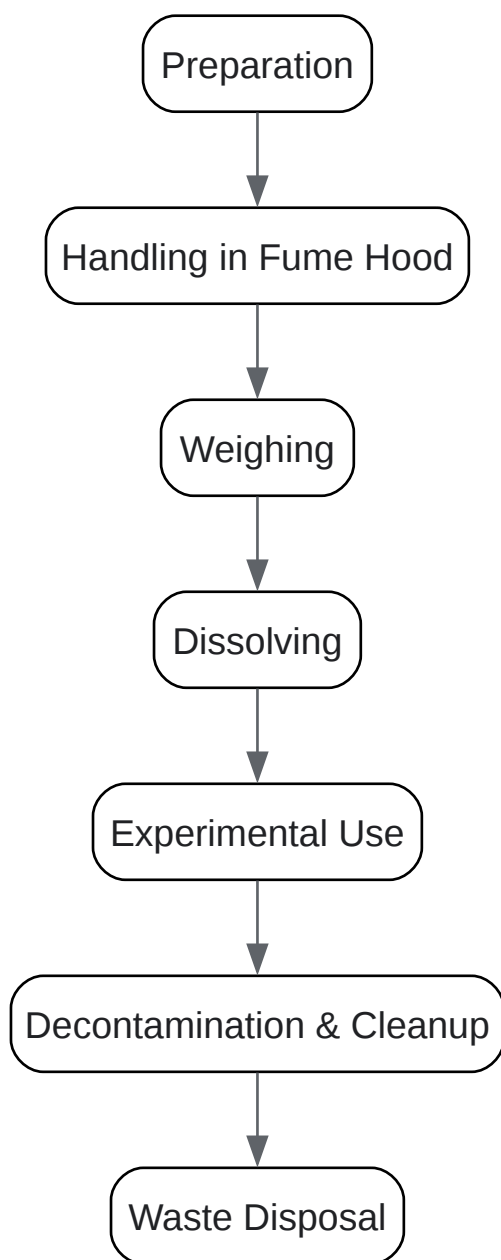 Preparation
Handling in Fume Hood
Weighing
Dissolving
Experimental Use
Decontamination & Cleanup
Waste Disposal